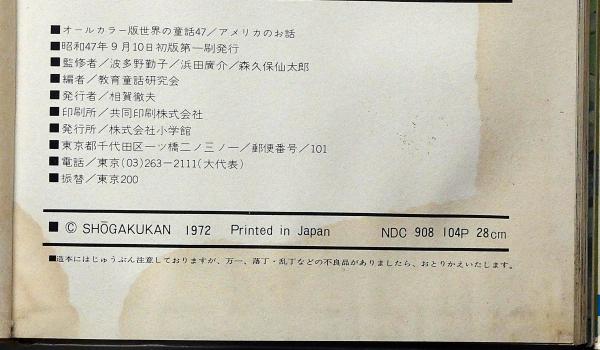 ■オールカラー版世界の童話47／アメリカのお話
■昭和47年9月10日初版第一刷発行
■監修者／波多野勤子／浜田廣介／森久保仙太郎
■編者／教育童話研究会
■発行者／相賀徹夫
■印刷所／共同印刷株式会社
■発行所／株式会社小学館
■東京都千代田区一ツ橋二ノ三ノ一／郵便番号／101
■電話／東京(03)263－2111(大代表)
■振替／東京200
■ © SHŌGAKUKAN 1972 Printed in Japan NDC 908 104P 28cm
■造本にはじゅうぶん注意しておりますが、万一、落丁・乱丁などの不良品がありましたら、おとりかえいたします。